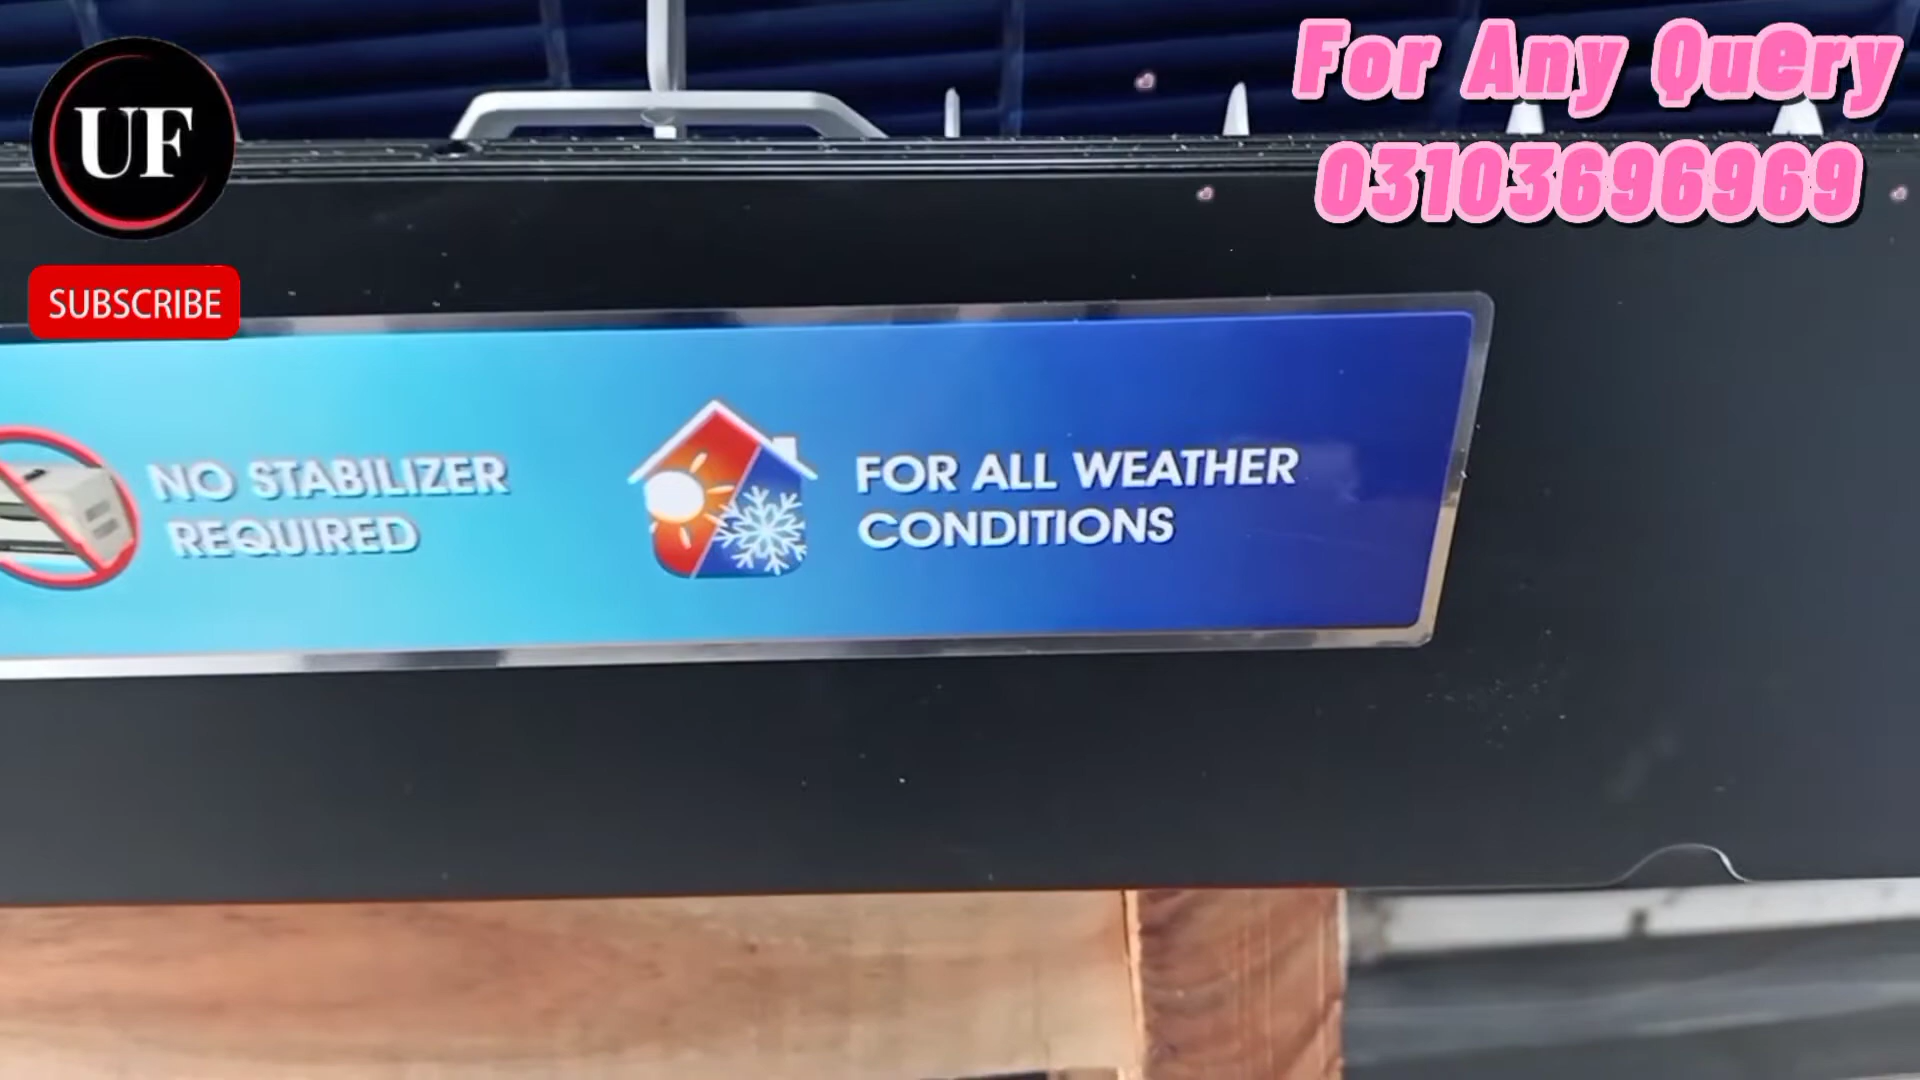 For Any Query
03103696969
UF
SUBSCRIBE
NO STABILIZER
REQUIRED
FOR ALL WEATHER
CONDITIONS